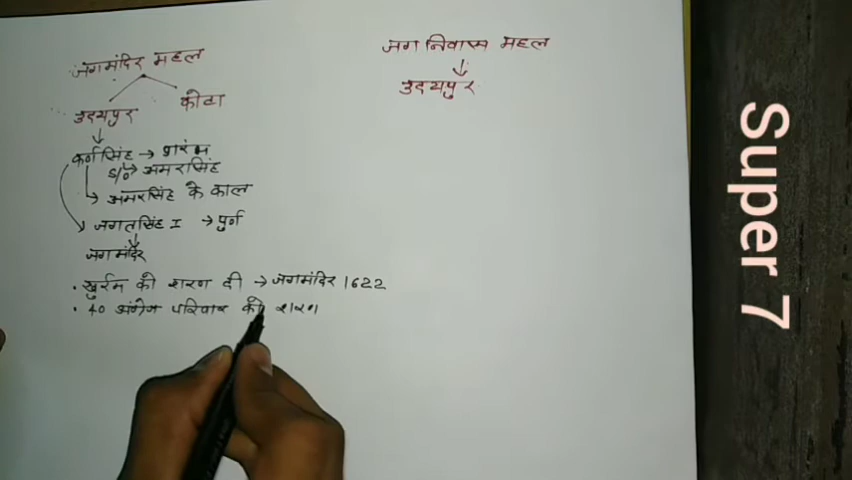 जगमंदिर महल
उदयपुर
कोटा
कर्णसिंह → प्रारंभ
S/o → अमरसिंह
→ अमरसिंह के काल
जगतसिंह I → पुर्ण
जगमंदिर
• खुर्रम को शरण दी → जगमंदिर 1622
• 40 अंग्रेज परिवार को शरण
जग निवास महल
उदयपुर
Super 7